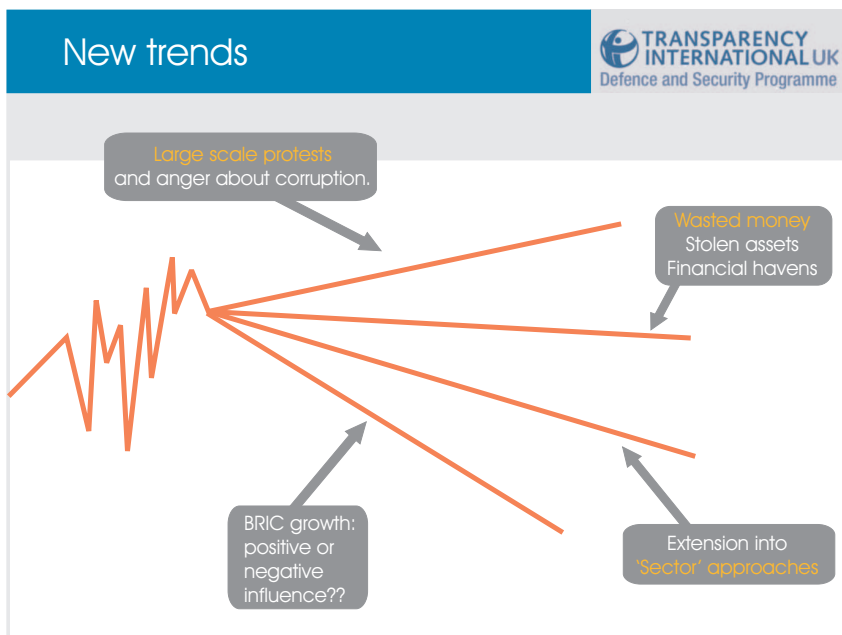 New trends
TRANSPARENCY
INTERNATIONAL UK
Defence and Security Programme
Large scale protests
and anger about corruption.
Wasted money
Stolen assets
Financial havens
BRIC growth:
positive or
negative
influence??
Extension into
‘Sector’ approaches